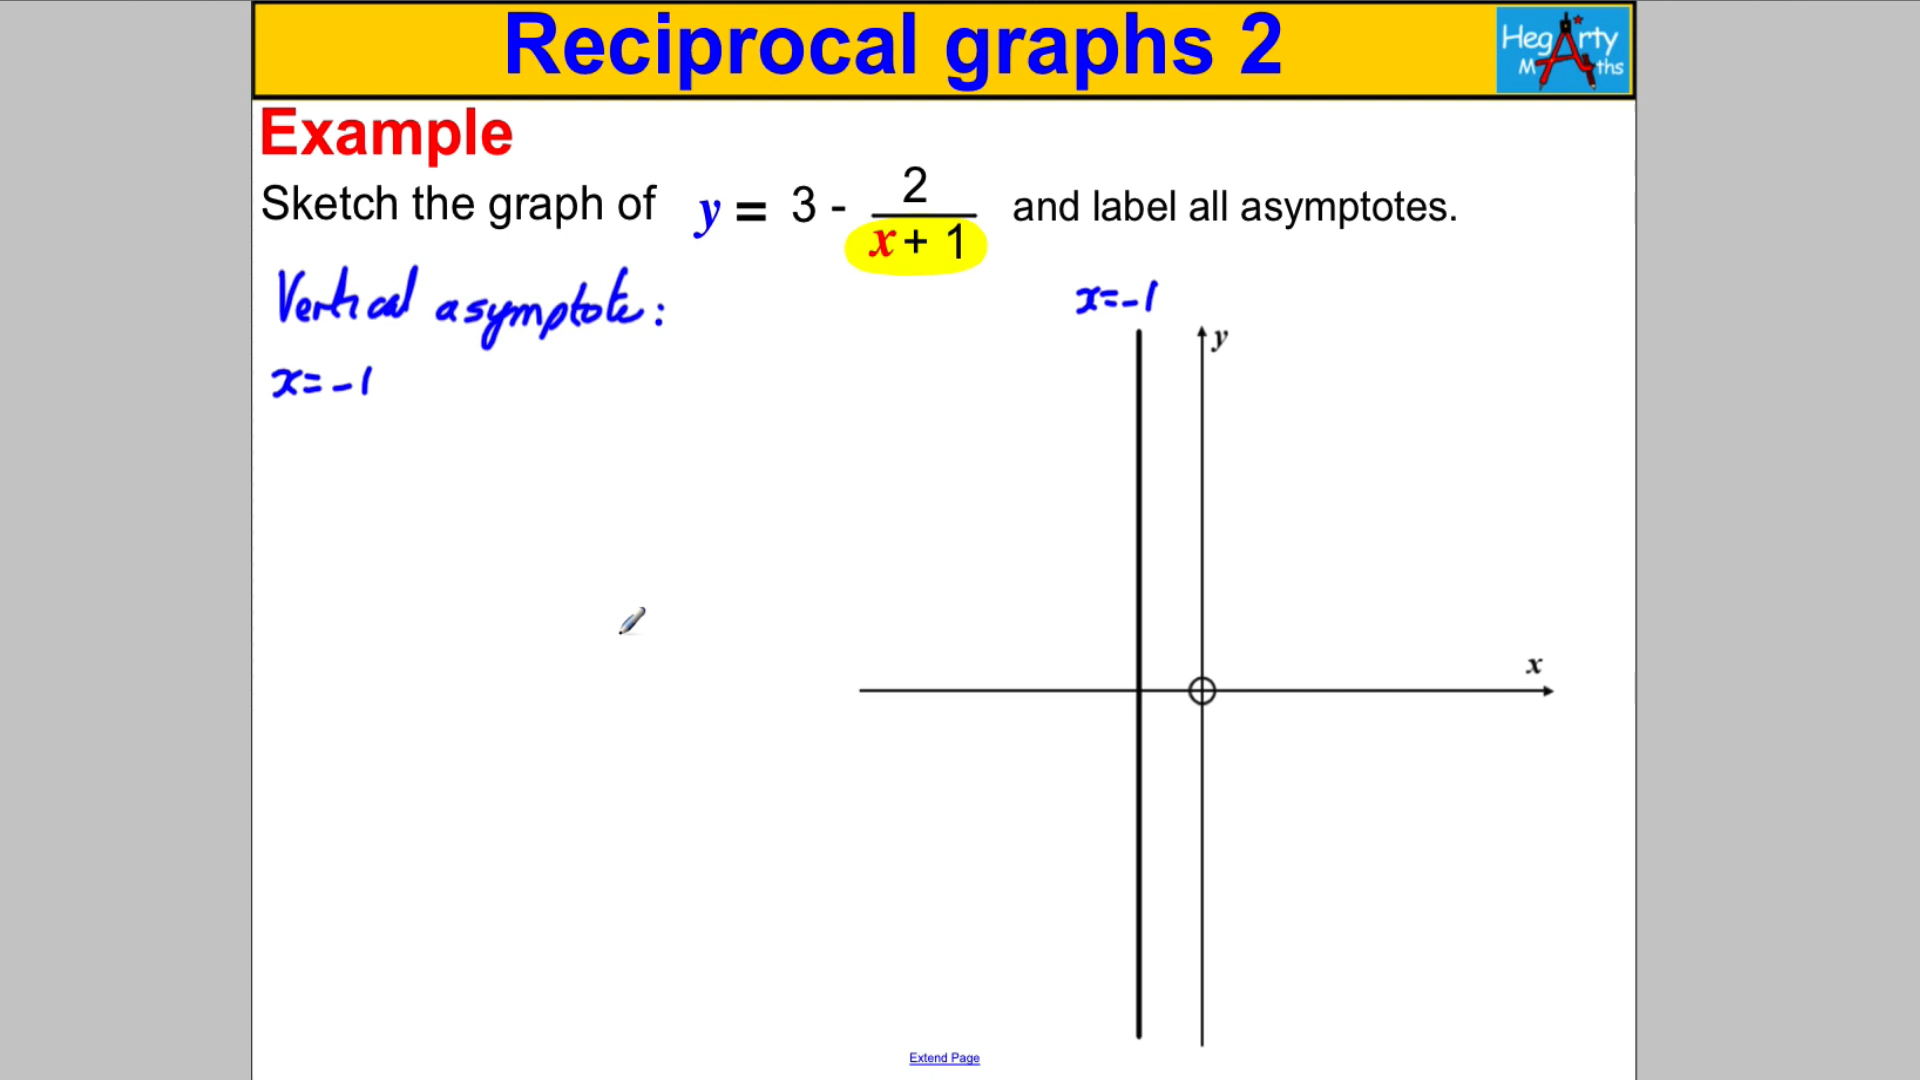 Reciprocal graphs 2
HegArty
Mths
Example
Sketch the graph of y = 3 - 2 / x + 1 and label all asymptotes.
Vertical asymptote:
x=-1
x=-1
y
x
Extend Page